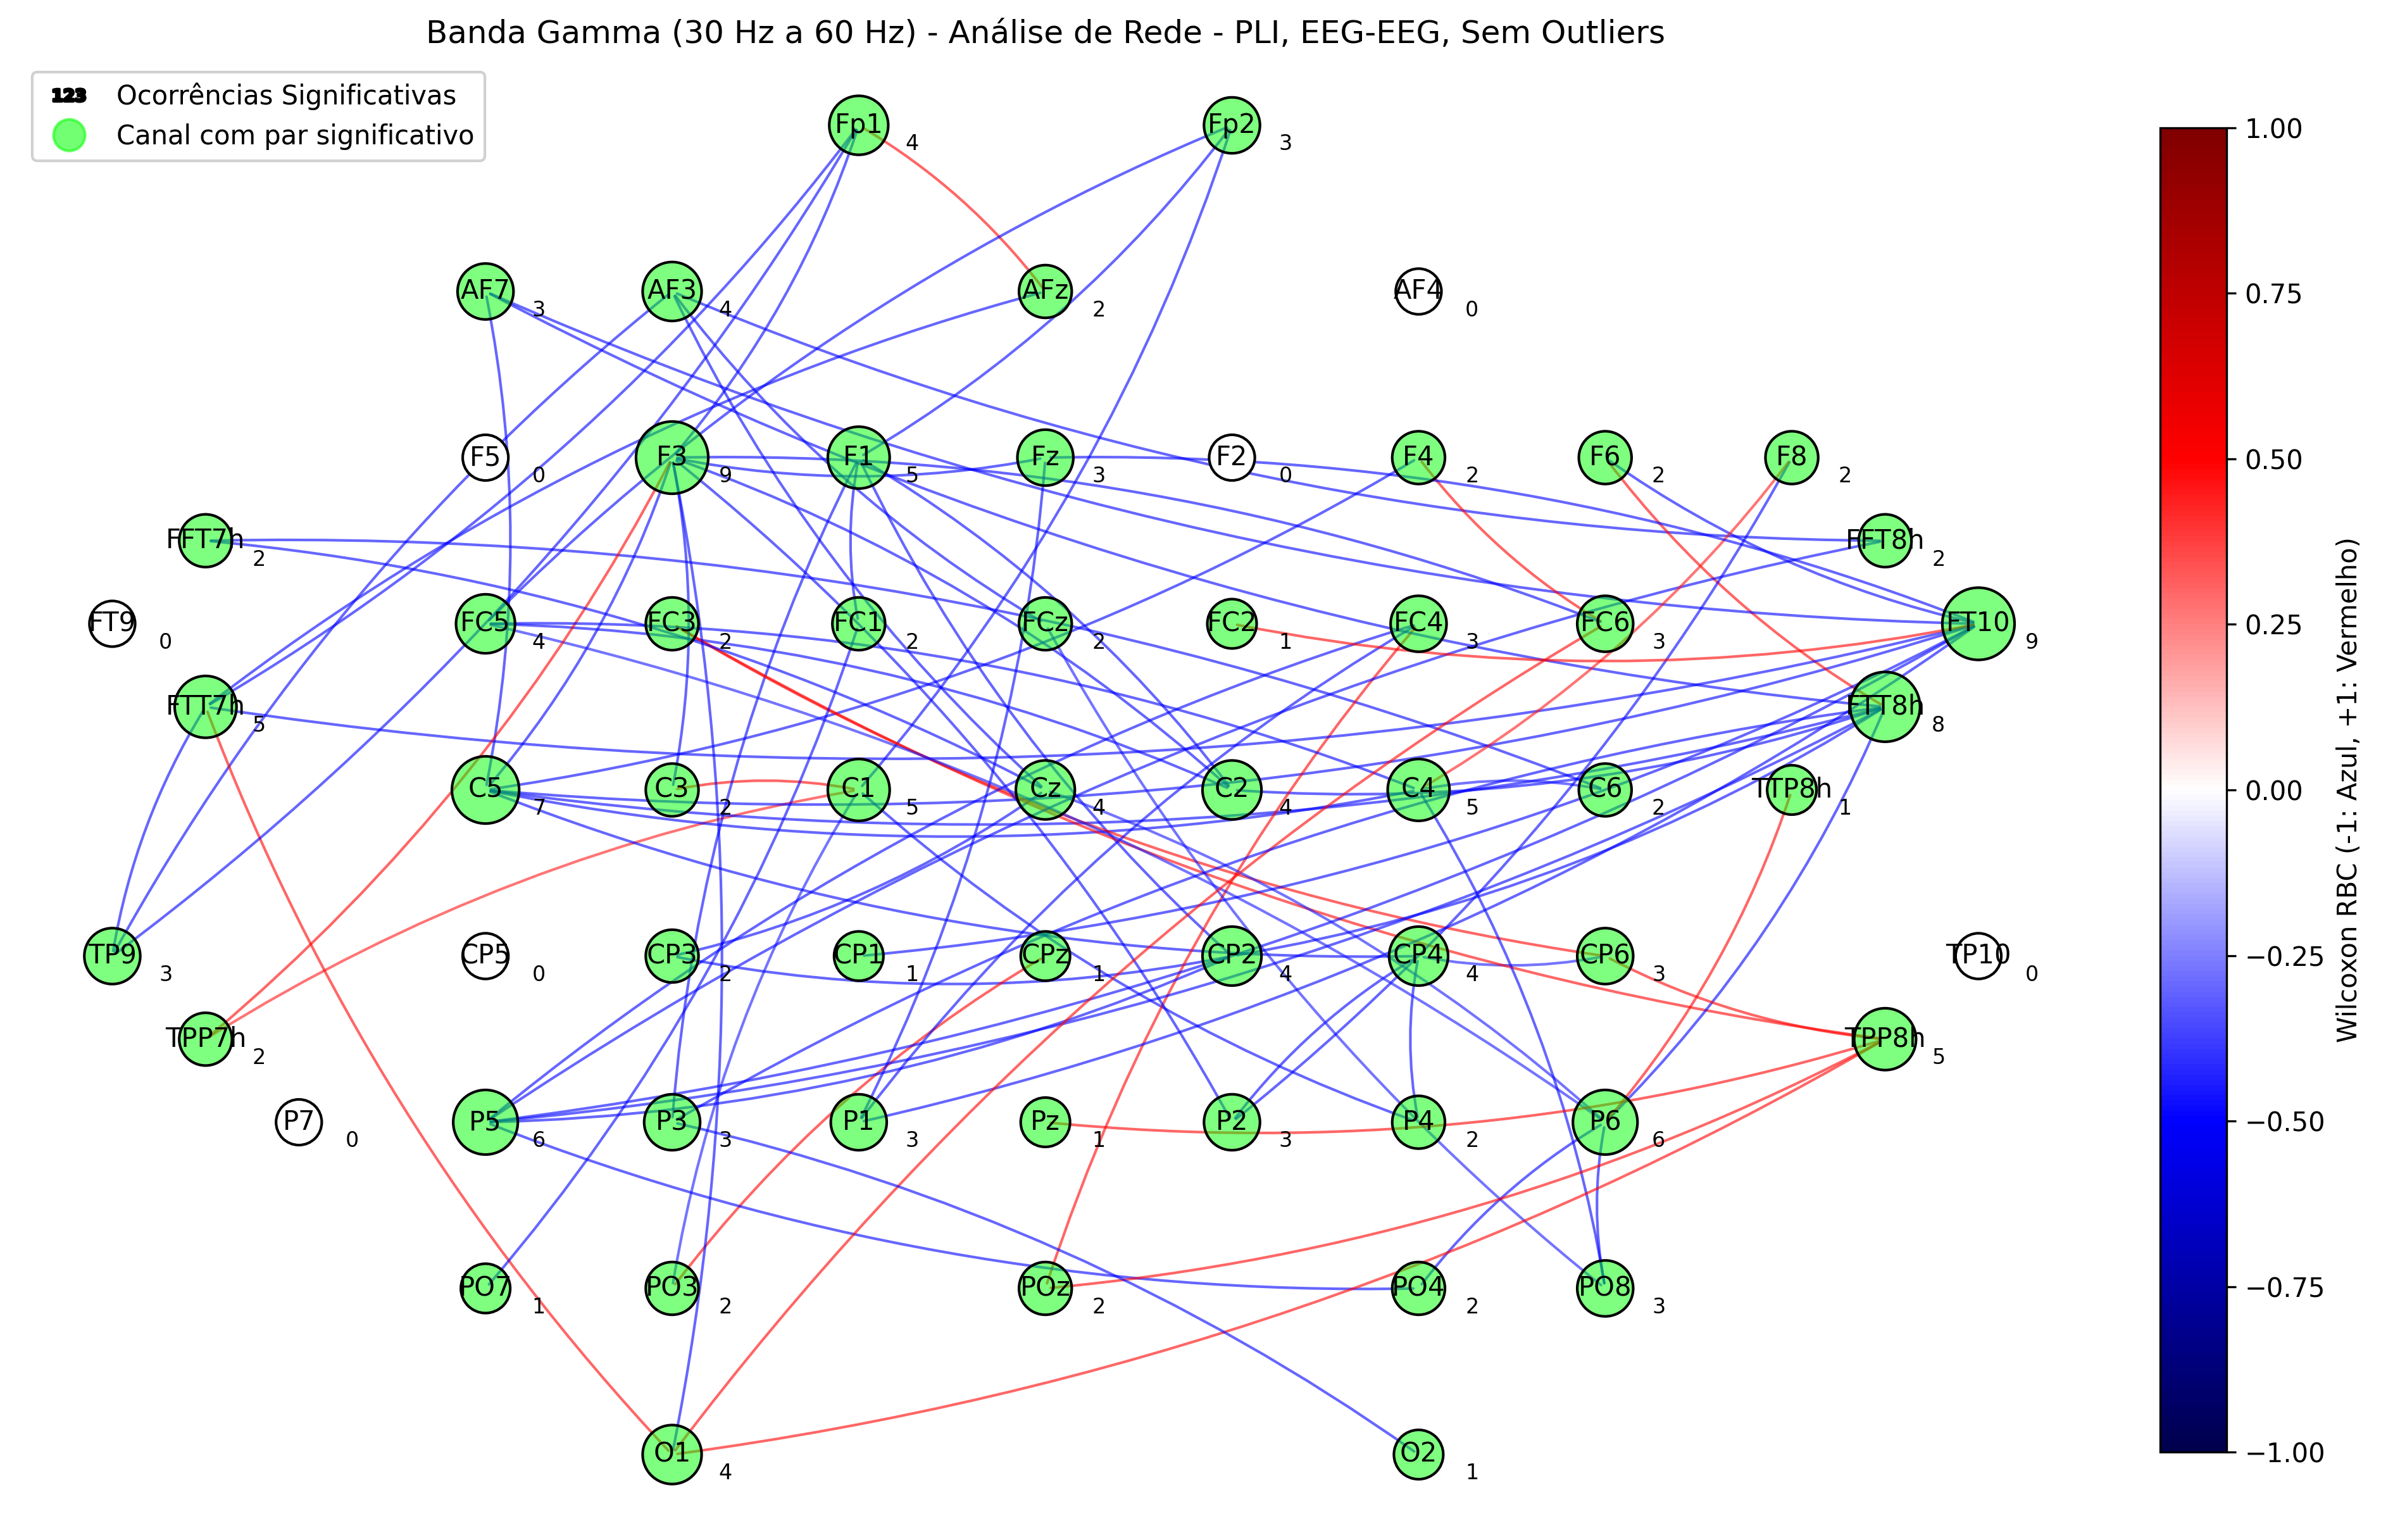 Banda Gamma (30 Hz a 60 Hz) - Análise de Rede - PLI, EEG-EEG, Sem Outliers
123 Ocorrências Significativas
Canal com par significativo
Fp1 4 Fp2 3
AF7 3 AF3 4 AFz 2 AF4 0
F5 0 F3 9 F1 5 Fz 3 F2 0 F4 2 F6 2 F8 2
FFT7h 2 FFT8h 2
FT9 0 FC5 4 FC3 2 FC1 2 FCz 2 FC2 1 FC4 3 FC6 3 FT10 9
FTT7h 5 FTT8h 8
C5 7 C3 2 C1 5 Cz 4 C2 4 C4 5 C6 2 TTP8h 1
TP9 3 CP5 0 CP3 2 CP1 1 CPz 1 CP2 4 CP4 4 CP6 3 TP10 0
TPP7h 2 TPP8h 5
P7 0 P5 6 P3 3 P1 3 Pz 1 P2 3 P4 2 P6 6
PO7 1 PO3 2 POz 2 PO4 2 PO8 3
O1 4 O2 1
1.00
0.75
0.50
0.25
0.00
−0.25
−0.50
−0.75
−1.00
Wilcoxon RBC (-1: Azul, +1: Vermelho)